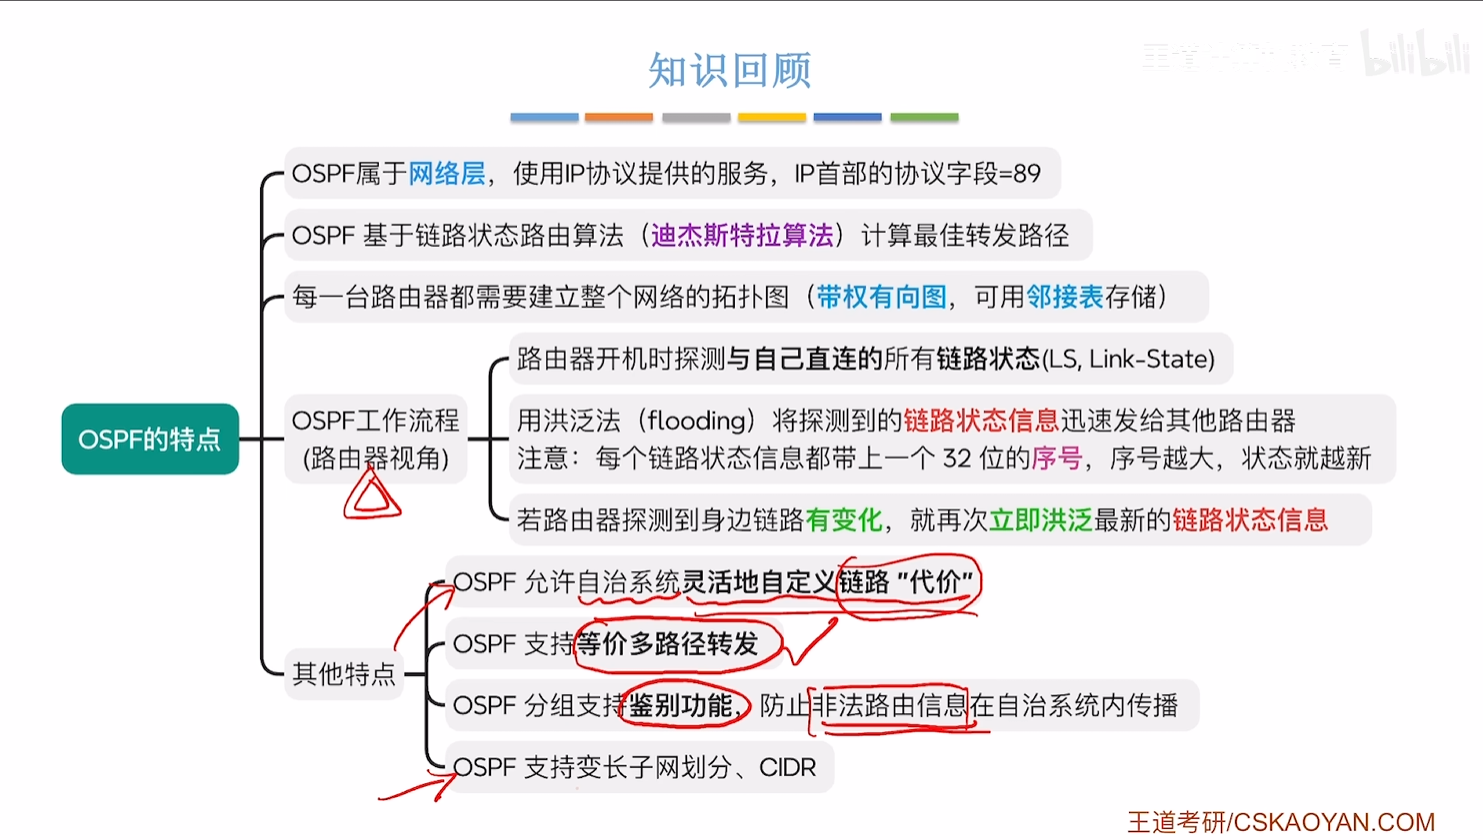 知识回顾
bilibili
OSPF属于网络层，使用IP协议提供的服务，IP首部的协议字段=89
OSPF 基于链路状态路由算法（迪杰斯特拉算法）计算最佳转发路径
每一台路由器都需要建立整个网络的拓扑图（带权有向图，可用邻接表存储）
OSPF的特点
OSPF工作流程
(路由器视角)
路由器开机时探测与自己直连的所有链路状态(LS, Link-State)
用洪泛法（flooding）将探测到的链路状态信息迅速发给其他路由器
注意：每个链路状态信息都带上一个 32 位的序号，序号越大，状态就越新
若路由器探测到身边链路有变化，就再次立即洪泛最新的链路状态信息
其他特点
OSPF 允许自治系统灵活地自定义链路 "代价"
OSPF 支持等价多路径转发
OSPF 分组支持鉴别功能，防止非法路由信息在自治系统内传播
OSPF 支持变长子网划分、CIDR
王道考研/CSKAOYAN.COM